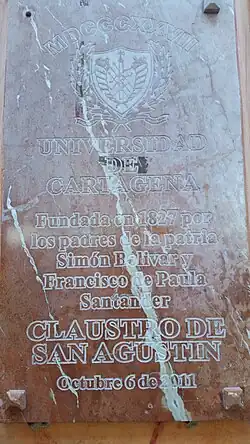 MDCCCXXVII
UNIVERSIDAD
DE
CARTAGENA
Fundada en 1827 por
los padres de la patria
Simón Bolívar y
Francisco de Paula
Santander
CLAUSTRO DE
SAN AGUSTIN
Octubre 6 de 2011